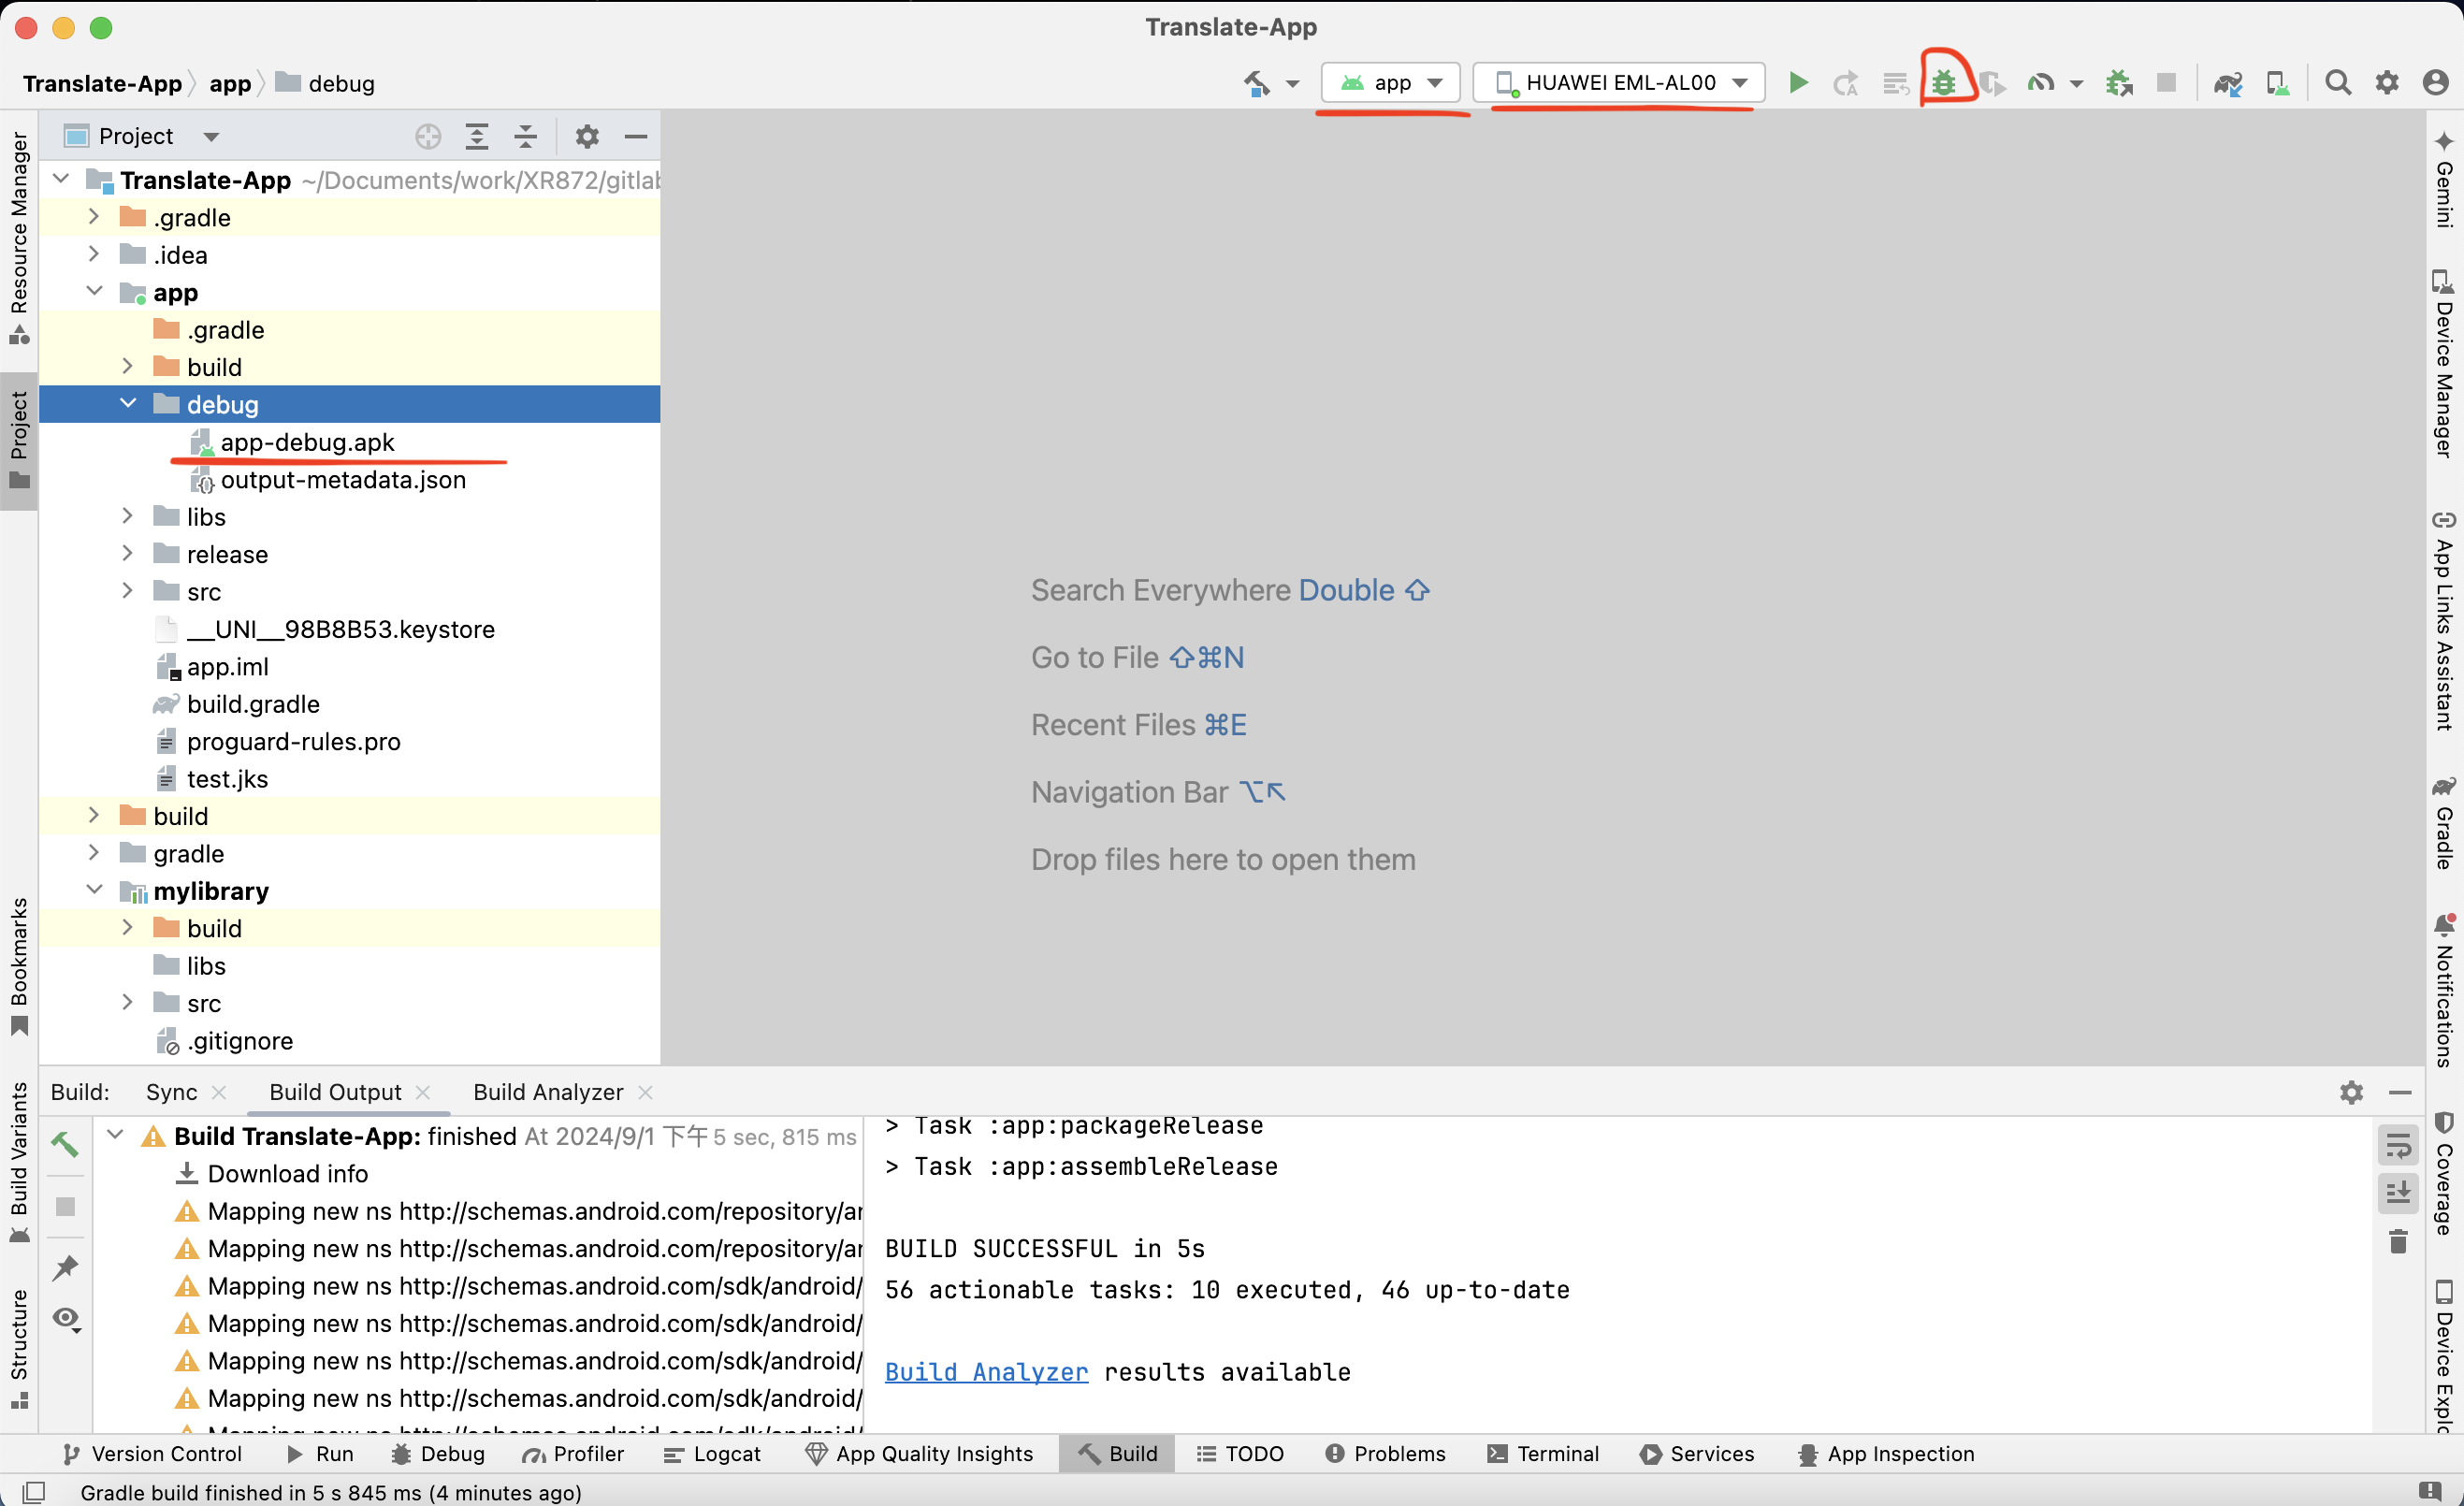 Translate-App
Translate-App
app
debug
app
HUAWEI EML-AL00
Resource Manager
Project
Bookmarks
Build Variants
Structure
Project
Translate-App ~/Documents/work/XR872/gitlab
.gradle
.idea
app
.gradle
build
debug
app-debug.apk
output-metadata.json
libs
release
src
__UNI__98B8B53.keystore
app.iml
build.gradle
proguard-rules.pro
test.jks
build
gradle
mylibrary
build
libs
src
.gitignore
Search Everywhere Double ⇧
Go to File ⇧⌘N
Recent Files ⌘E
Navigation Bar ⌥↖
Drop files here to open them
Gemini
Device Manager
App Links Assistant
Gradle
Notifications
Coverage
Device Explo
Build:
Sync
Build Output
Build Analyzer
Build Translate-App: finished At 2024/9/1 下午 5 sec, 815 ms
Download info
Mapping new ns http://schemas.android.com/repository/ar
Mapping new ns http://schemas.android.com/repository/ar
Mapping new ns http://schemas.android.com/sdk/android/
Mapping new ns http://schemas.android.com/sdk/android/
Mapping new ns http://schemas.android.com/sdk/android/
Mapping new ns http://schemas.android.com/sdk/android/
> Task :app:packageRelease
> Task :app:assembleRelease
BUILD SUCCESSFUL in 5s
56 actionable tasks: 10 executed, 46 up-to-date
Build Analyzer results available
Version Control
Run
Debug
Profiler
Logcat
App Quality Insights
Build
TODO
Problems
Terminal
Services
App Inspection
Gradle build finished in 5 s 845 ms (4 minutes ago)